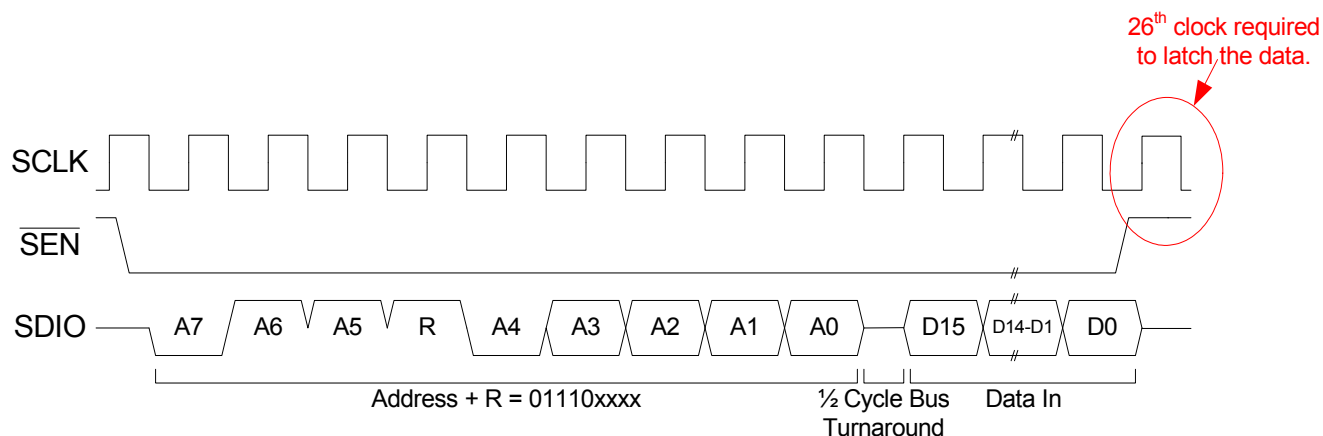 26th clock required
to latch the data.
SCLK
SEN
SDIO
A7 A6 A5 R A4 A3 A2 A1 A0 D15 D14-D1 D0
Address + R = 01110xxxx
½ Cycle Bus
Turnaround
Data In